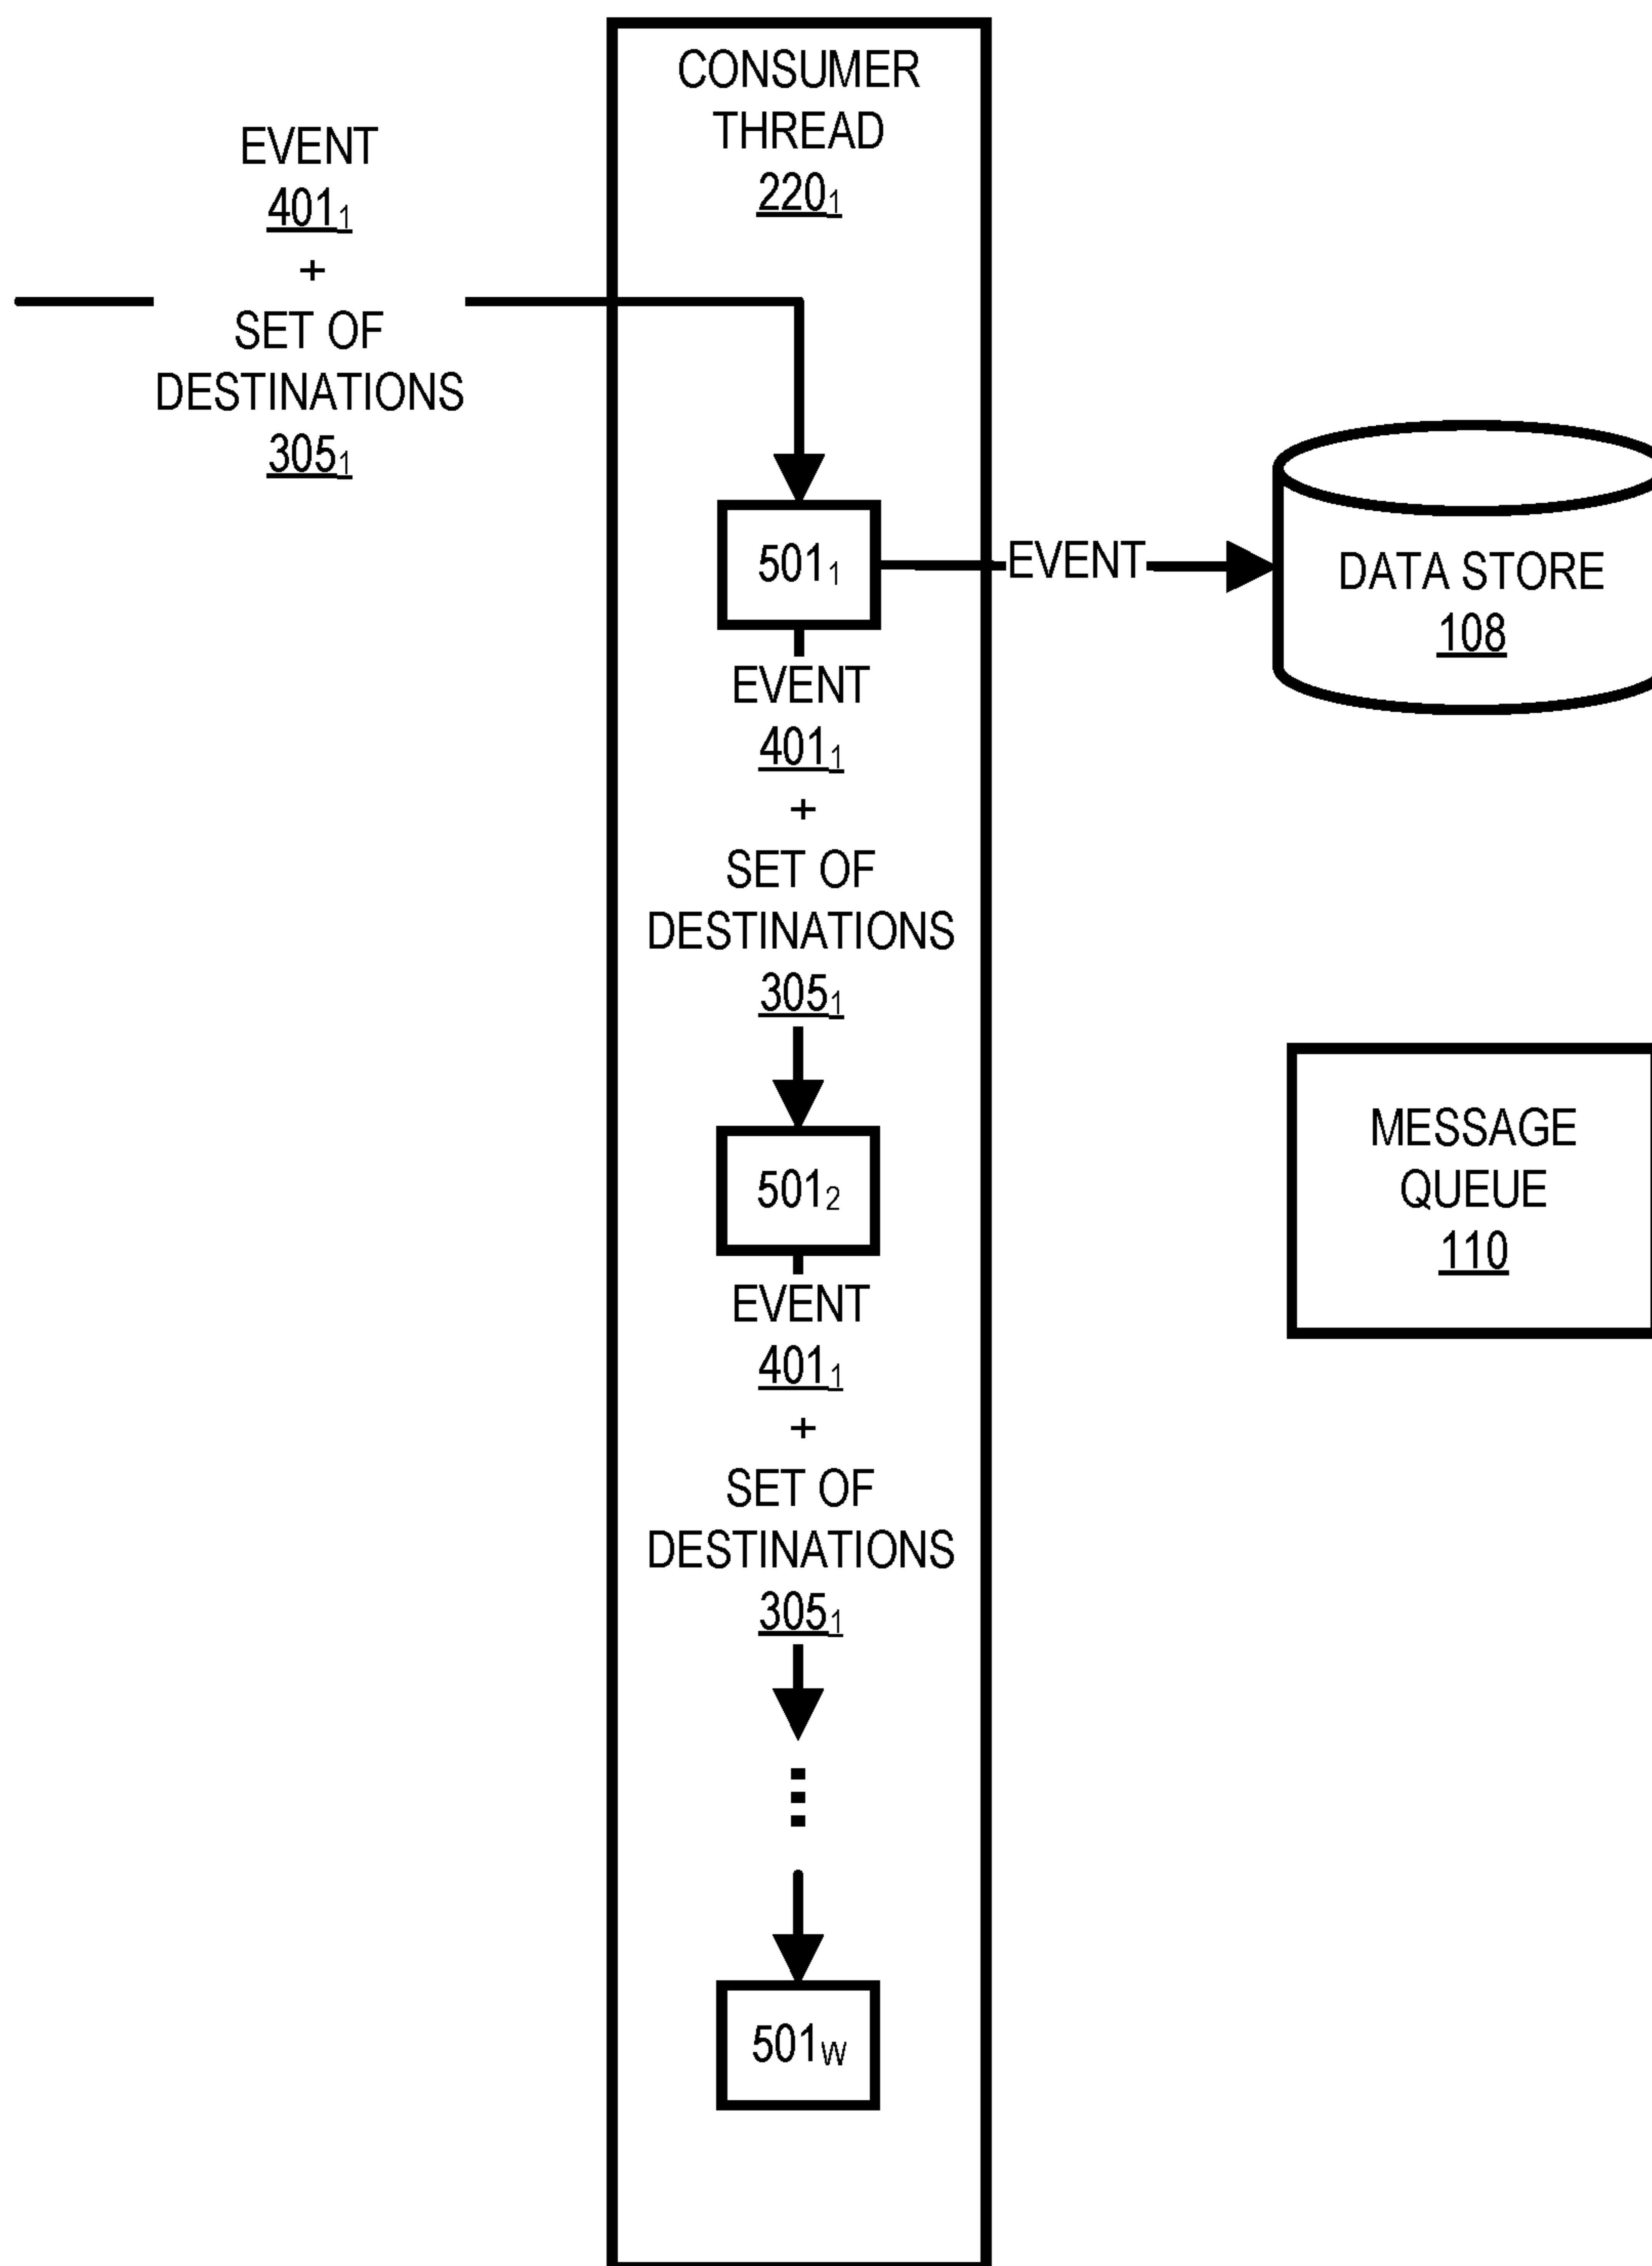 CONSUMER
THREAD
220₁
EVENT
401₁
+
SET OF
DESTINATIONS
305₁
501₁
EVENT
DATA STORE
108
EVENT
401₁
+
SET OF
DESTINATIONS
305₁
501₂
MESSAGE
QUEUE
110
EVENT
401₁
+
SET OF
DESTINATIONS
305₁
501w